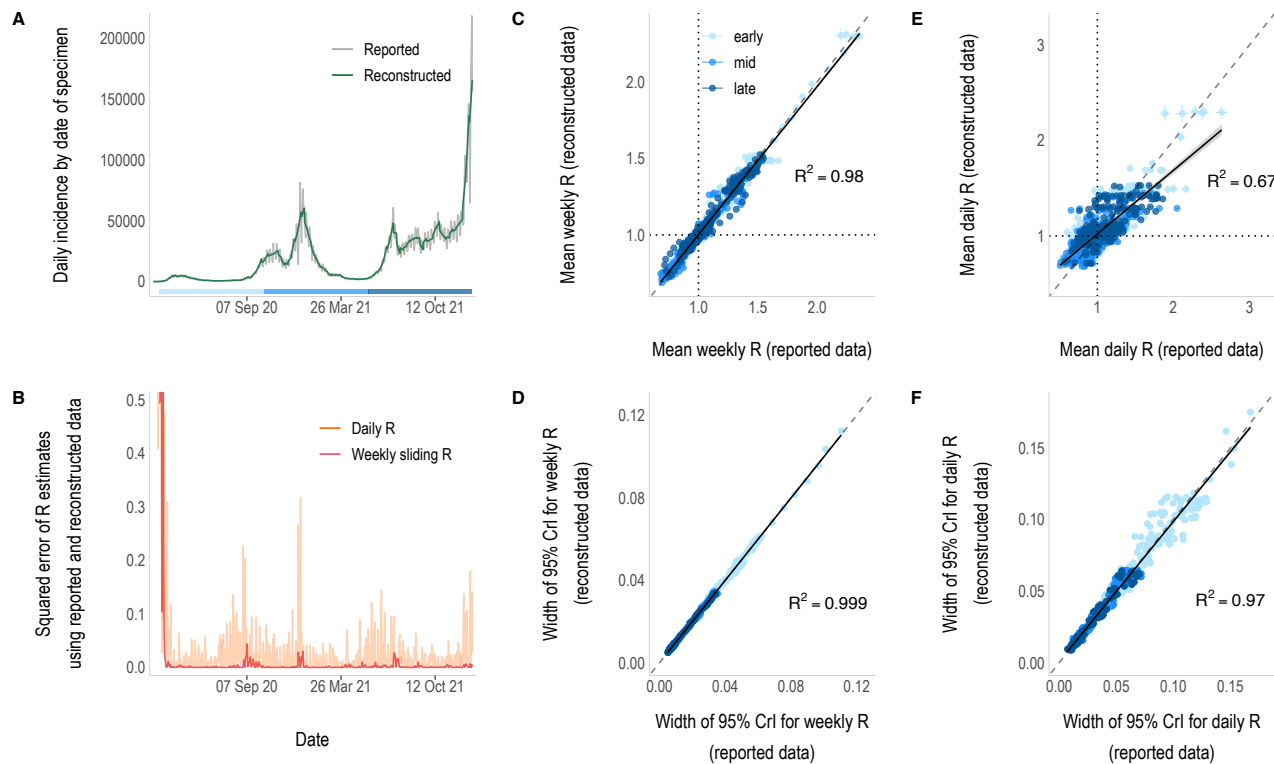 A
Daily incidence by date of specimen
200000
150000
100000
50000
0
Reported
Reconstructed
07 Sep 20
26 Mar 21
12 Oct 21
B
Squared error of R estimates
using reported and reconstructed data
0.5
0.4
0.3
0.2
0.1
0.0
Daily R
Weekly sliding R
07 Sep 20
26 Mar 21
12 Oct 21
Date
C
Mean weekly R (reconstructed data)
2.0
1.5
1.0
early
mid
late
R² = 0.98
1.0
1.5
2.0
Mean weekly R (reported data)
D
Width of 95% CrI for weekly R
(reconstructed data)
0.12
0.08
0.04
0.00
R² = 0.999
0.00
0.04
0.08
0.12
Width of 95% CrI for weekly R
(reported data)
E
Mean daily R (reconstructed data)
3
2
1
R² = 0.67
1
2
3
Mean daily R (reported data)
F
Width of 95% CrI for daily R
(reconstructed data)
0.15
0.10
0.05
0.00
R² = 0.97
0.00
0.05
0.10
0.15
Width of 95% CrI for daily R
(reported data)